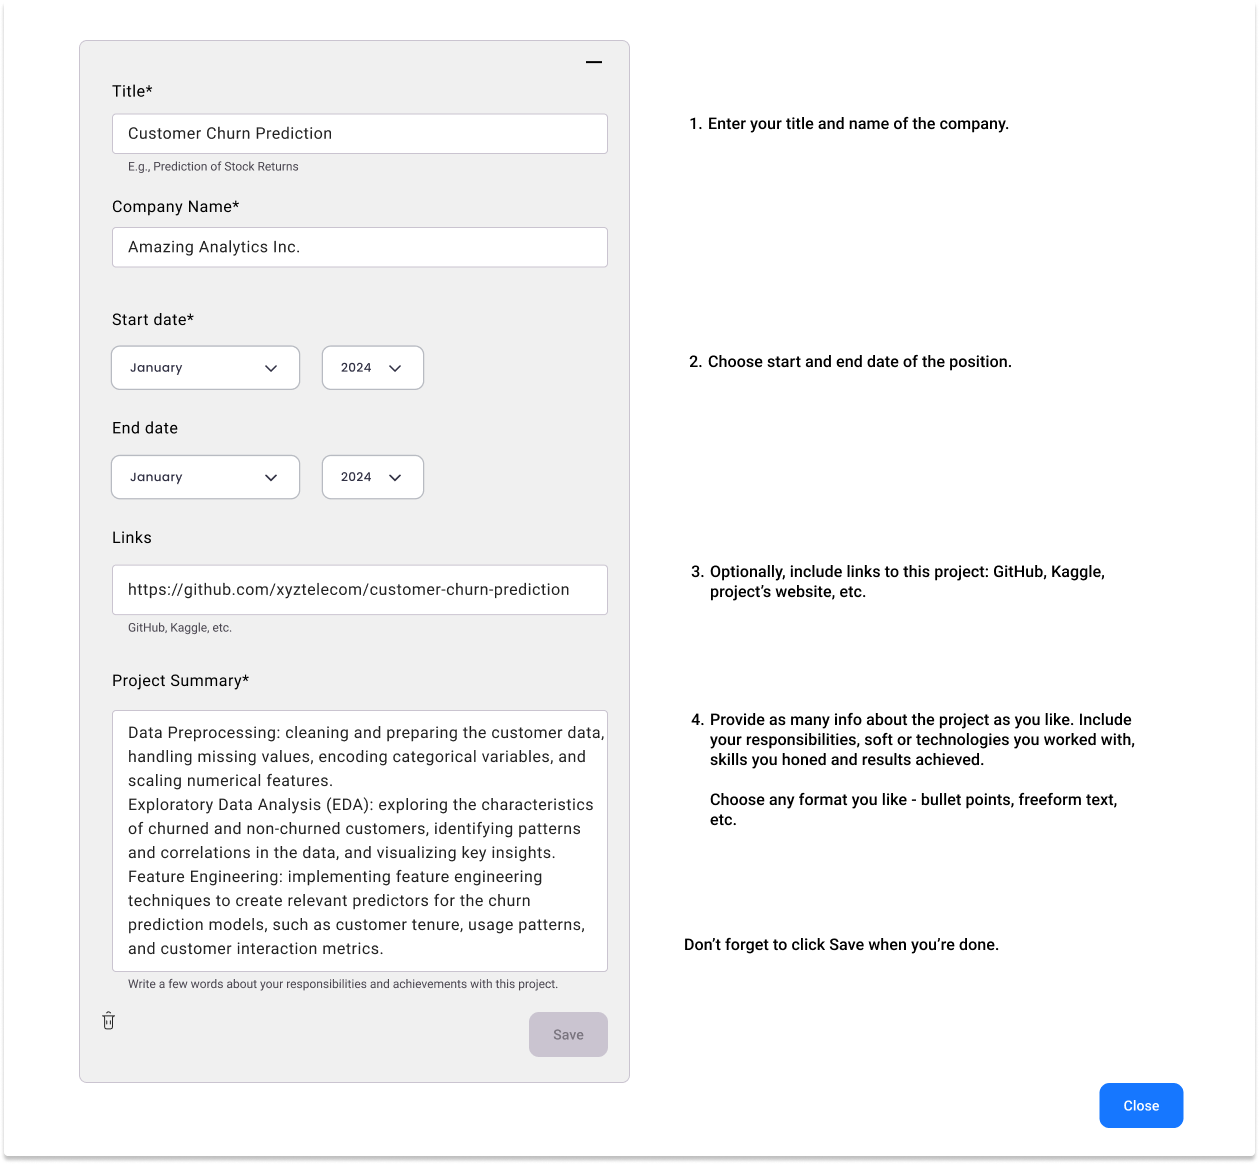 Title*
Customer Churn Prediction
E.g., Prediction of Stock Returns
Company Name*
Amazing Analytics Inc.
Start date*
January
2024
End date
January
2024
Links
https://github.com/xyztelecom/customer-churn-prediction
GitHub, Kaggle, etc.
Project Summary*
Data Preprocessing: cleaning and preparing the customer data,
handling missing values, encoding categorical variables, and
scaling numerical features.
Exploratory Data Analysis (EDA): exploring the characteristics
of churned and non-churned customers, identifying patterns
and correlations in the data, and visualizing key insights.
Feature Engineering: implementing feature engineering
techniques to create relevant predictors for the churn
prediction models, such as customer tenure, usage patterns,
and customer interaction metrics.
Write a few words about your responsibilities and achievements with this project.
Save
1. Enter your title and name of the company.
2. Choose start and end date of the position.
3. Optionally, include links to this project: GitHub, Kaggle,
project’s website, etc.
4. Provide as many info about the project as you like. Include
your responsibilities, soft or technologies you worked with,
skills you honed and results achieved.
Choose any format you like - bullet points, freeform text,
etc.
Don’t forget to click Save when you’re done.
Close